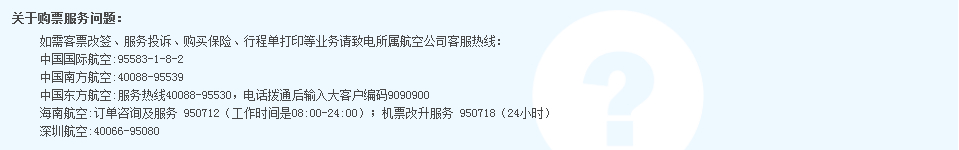 关于购票服务问题：
如需客票改签、服务投诉、购买保险、行程单打印等业务请致电所属航空公司客服热线：
中国国际航空:95583-1-8-2
中国南方航空:40088-95539
中国东方航空:服务热线40088-95530，电话拨通后输入大客户编码9090900
海南航空:订单咨询及服务 950712（工作时间是08:00-24:00）；机票改升服务 950718（24小时）
深圳航空:40066-95080
?